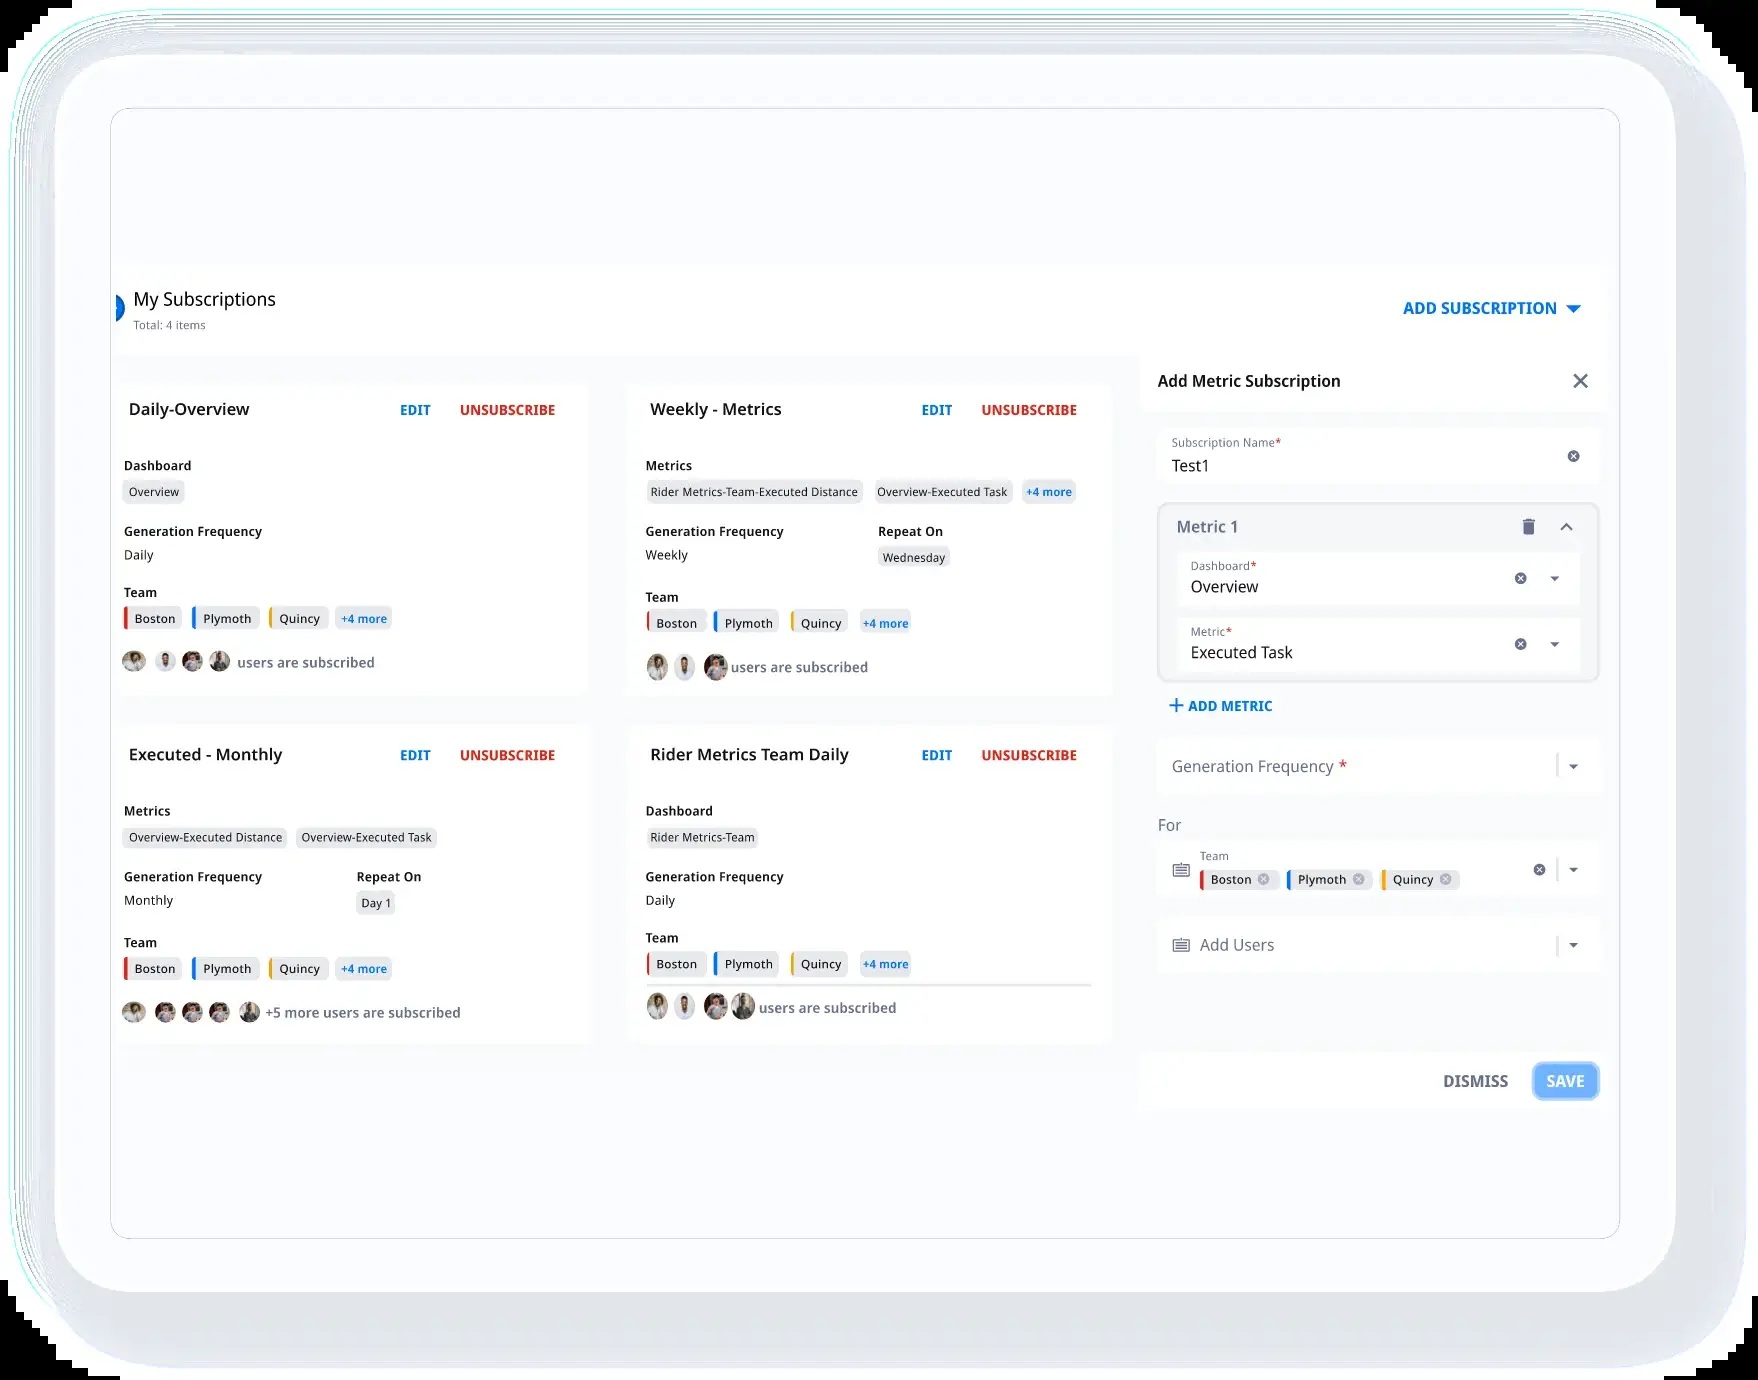 My Subscriptions
Total: 4 items
ADD SUBSCRIPTION
Daily-Overview EDIT UNSUBSCRIBE
Dashboard
Overview
Generation Frequency
Daily
Team
Boston Plymoth Quincy +4 more
users are subscribed
Weekly - Metrics EDIT UNSUBSCRIBE
Metrics
Rider Metrics-Team-Executed Distance Overview-Executed Task +4 more
Generation Frequency Repeat On
Weekly Wednesday
Team
Boston Plymoth Quincy +4 more
users are subscribed
Executed - Monthly EDIT UNSUBSCRIBE
Metrics
Overview-Executed Distance Overview-Executed Task
Generation Frequency Repeat On
Monthly Day 1
Team
Boston Plymoth Quincy +4 more
+5 more users are subscribed
Rider Metrics Team Daily EDIT UNSUBSCRIBE
Dashboard
Rider Metrics-Team
Generation Frequency
Daily
Team
Boston Plymoth Quincy +4 more
users are subscribed
Add Metric Subscription
Subscription Name*
Test1
Metric 1
Dashboard*
Overview
Metric*
Executed Task
+ ADD METRIC
Generation Frequency *
For
Team
Boston Plymoth Quincy
Add Users
DISMISS SAVE